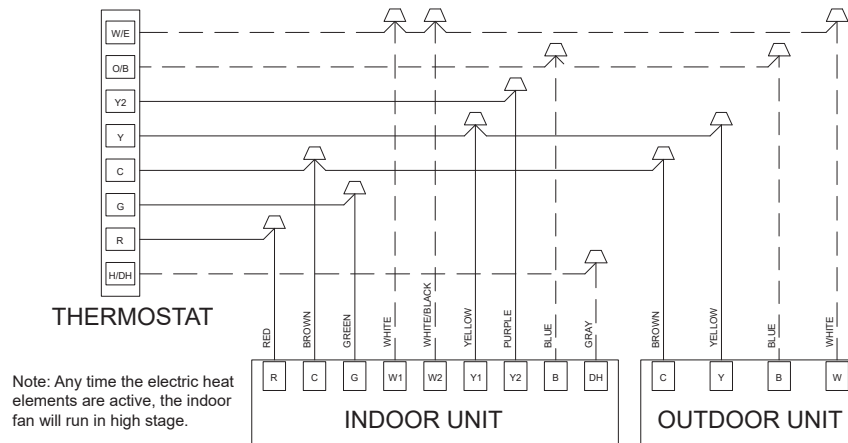 W/E
O/B
Y2
Y
C
G
R
H/DH
THERMOSTAT
RED
BROWN
GREEN
WHITE
WHITE/BLACK
YELLOW
PURPLE
BLUE
GRAY
BROWN
YELLOW
BLUE
WHITE
R C G W1 W2 Y1 Y2 B DH
C Y B W
Note: Any time the electric heat
elements are active, the indoor
fan will run in high stage.
INDOOR UNIT
OUTDOOR UNIT